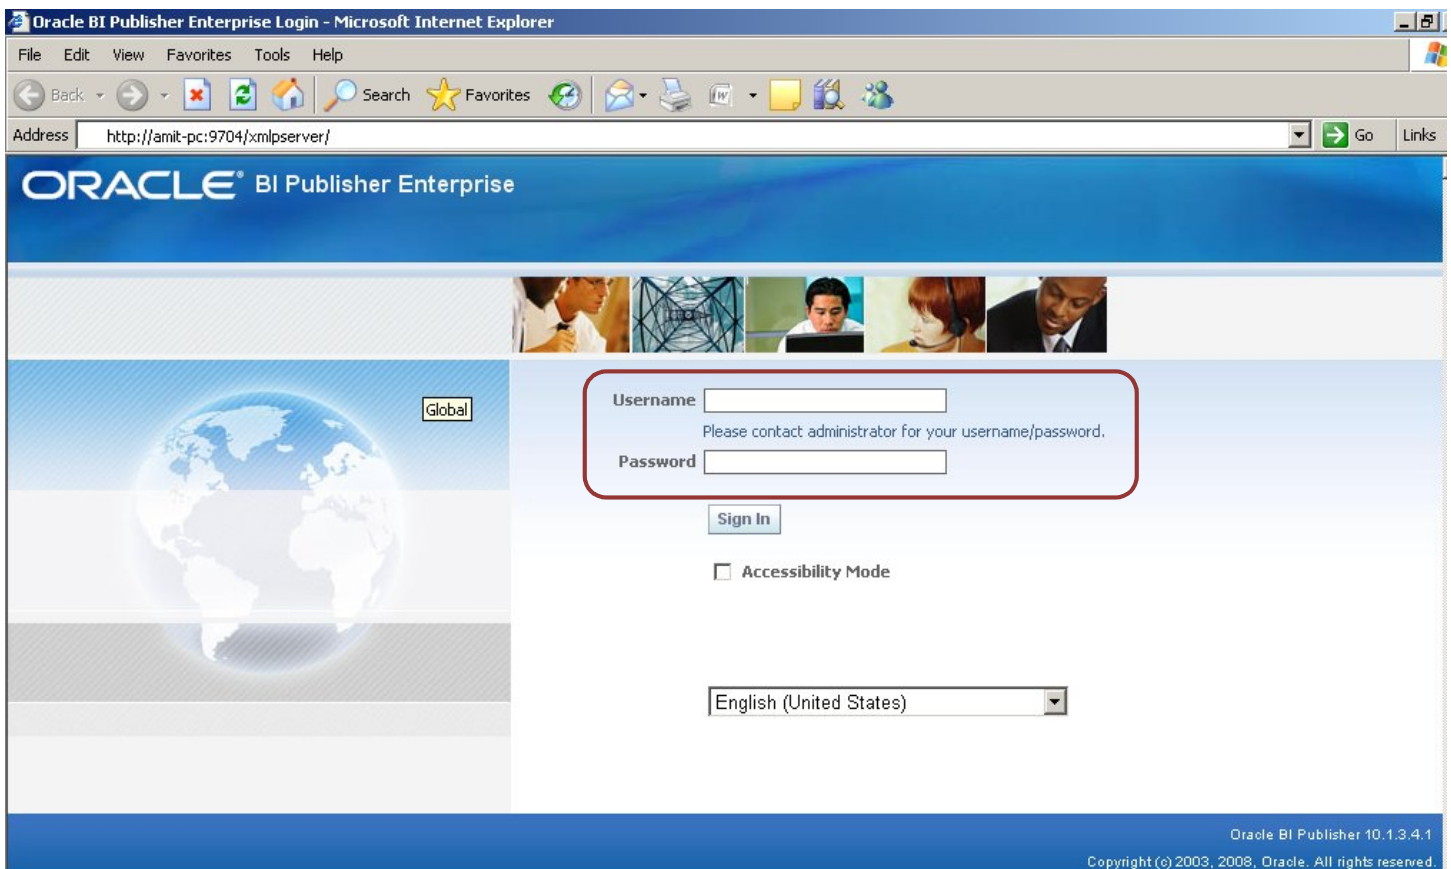 Oracle BI Publisher Enterprise Login - Microsoft Internet Explorer
File Edit View Favorites Tools Help
Back Search Favorites
Address http://amit-pc:9704/xmlpserver/ Go Links
ORACLE® BI Publisher Enterprise
Global
Username
Please contact administrator for your username/password.
Password
Sign In
Accessibility Mode
English (United States)
Oracle BI Publisher 10.1.3.4.1
Copyright (c) 2003, 2008, Oracle. All rights reserved.